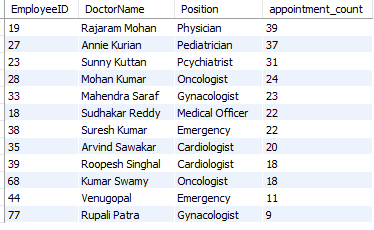 EmployeeID DoctorName Position appointment_count
19 Rajaram Mohan Physician 39
27 Annie Kurian Pediatrician 37
23 Sunny Kuttan Pcychiatrist 31
28 Mohan Kumar Oncologist 24
33 Mahendra Saraf Gynacologist 23
18 Sudhakar Reddy Medical Officer 22
38 Suresh Kumar Emergency 22
35 Arvind Sawakar Cardiologist 20
39 Roopesh Singhal Cardiologist 18
68 Kumar Swamy Oncologist 18
44 Venugopal Emergency 11
77 Rupali Patra Gynacologist 9